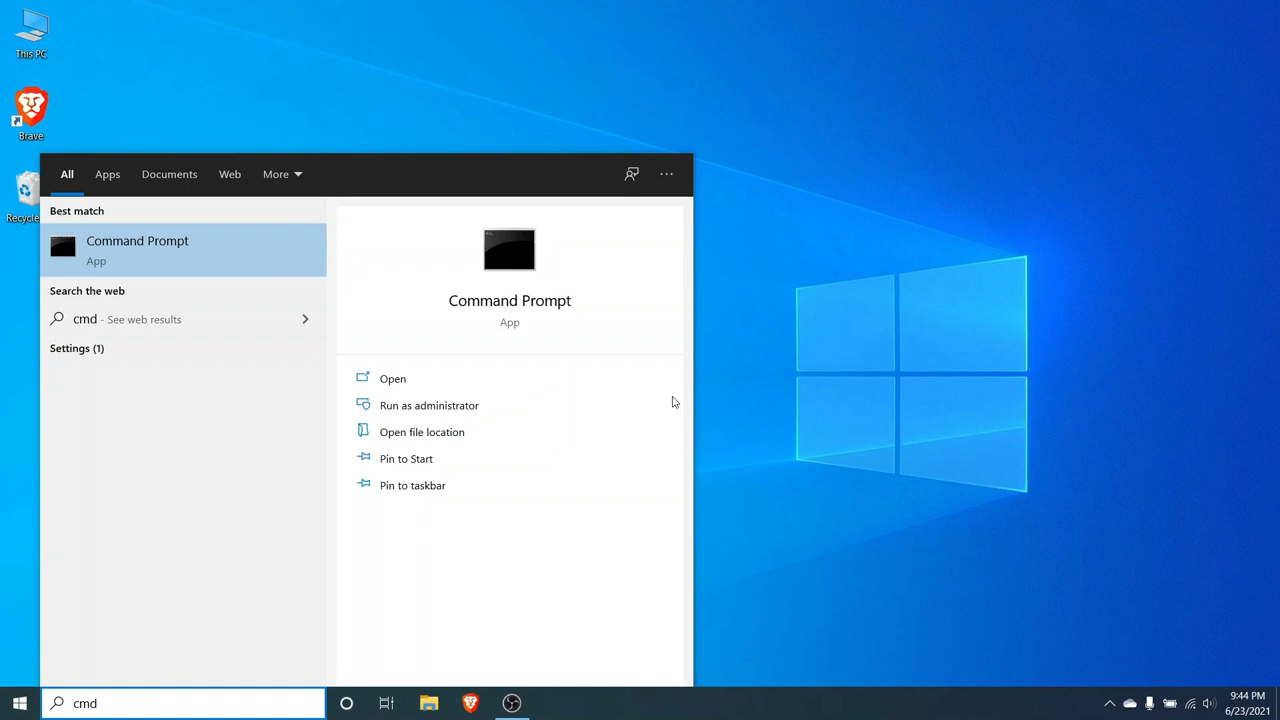 This PC
Brave
Recycle
All Apps Documents Web More
Best match
Command Prompt
App
Search the web
cmd - See web results
Settings (1)
Command Prompt
App
Open
Run as administrator
Open file location
Pin to Start
Pin to taskbar
cmd
9:44 PM
6/23/2021